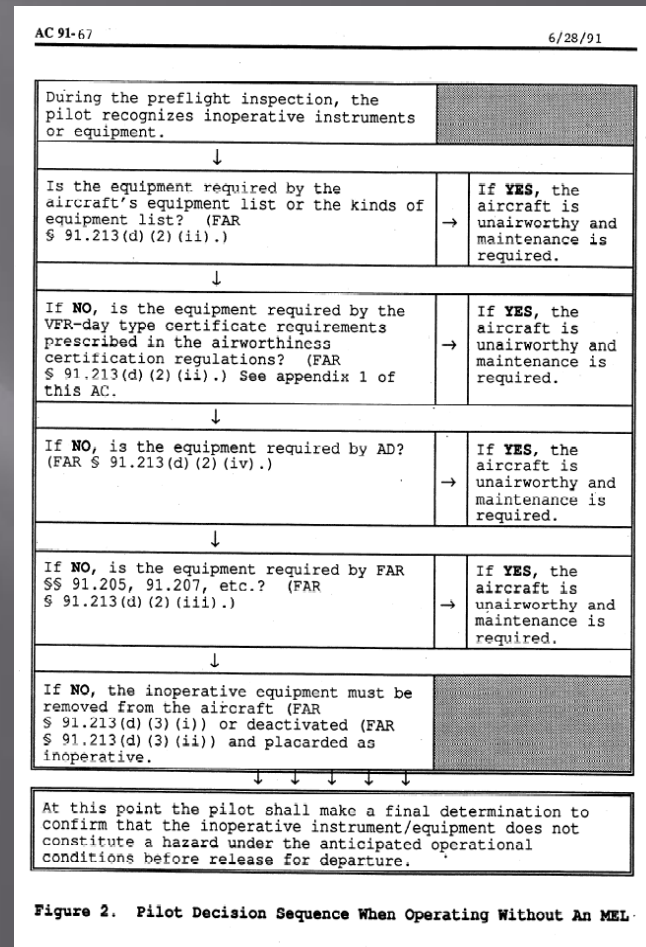 AC 91-67
6/28/91
During the preflight inspection, the
pilot recognizes inoperative instruments
or equipment.
↓
Is the equipment required by the
aircraft's equipment list or the kinds of
equipment list? (FAR
§ 91.213(d)(2)(ii).)
→
If YES, the
aircraft is
unairworthy and
maintenance is
required.
↓
If NO, is the equipment required by the
VFR-day type certificate requirements
prescribed in the airworthiness
certification regulations? (FAR
§ 91.213(d)(2)(ii).) See appendix 1 of
this AC.
→
If YES, the
aircraft is
unairworthy and
maintenance is
required.
↓
If NO, is the equipment required by AD?
(FAR § 91.213(d)(2)(iv).)
→
If YES, the
aircraft is
unairworthy and
maintenance is
required.
↓
If NO, is the equipment required by FAR
§§ 91.205, 91.207, etc.? (FAR
§ 91.213(d)(2)(iii).)
→
If YES, the
aircraft is
unairworthy and
maintenance is
required.
↓
If NO, the inoperative equipment must be
removed from the aircraft (FAR
§ 91.213(d)(3)(i)) or deactivated (FAR
§ 91.213(d)(3)(ii)) and placarded as
inoperative.
↓ ↓ ↓ ↓ ↓
At this point the pilot shall make a final determination to
confirm that the inoperative instrument/equipment does not
constitute a hazard under the anticipated operational
conditions before release for departure.
Figure 2. Pilot Decision Sequence When Operating Without An MEL